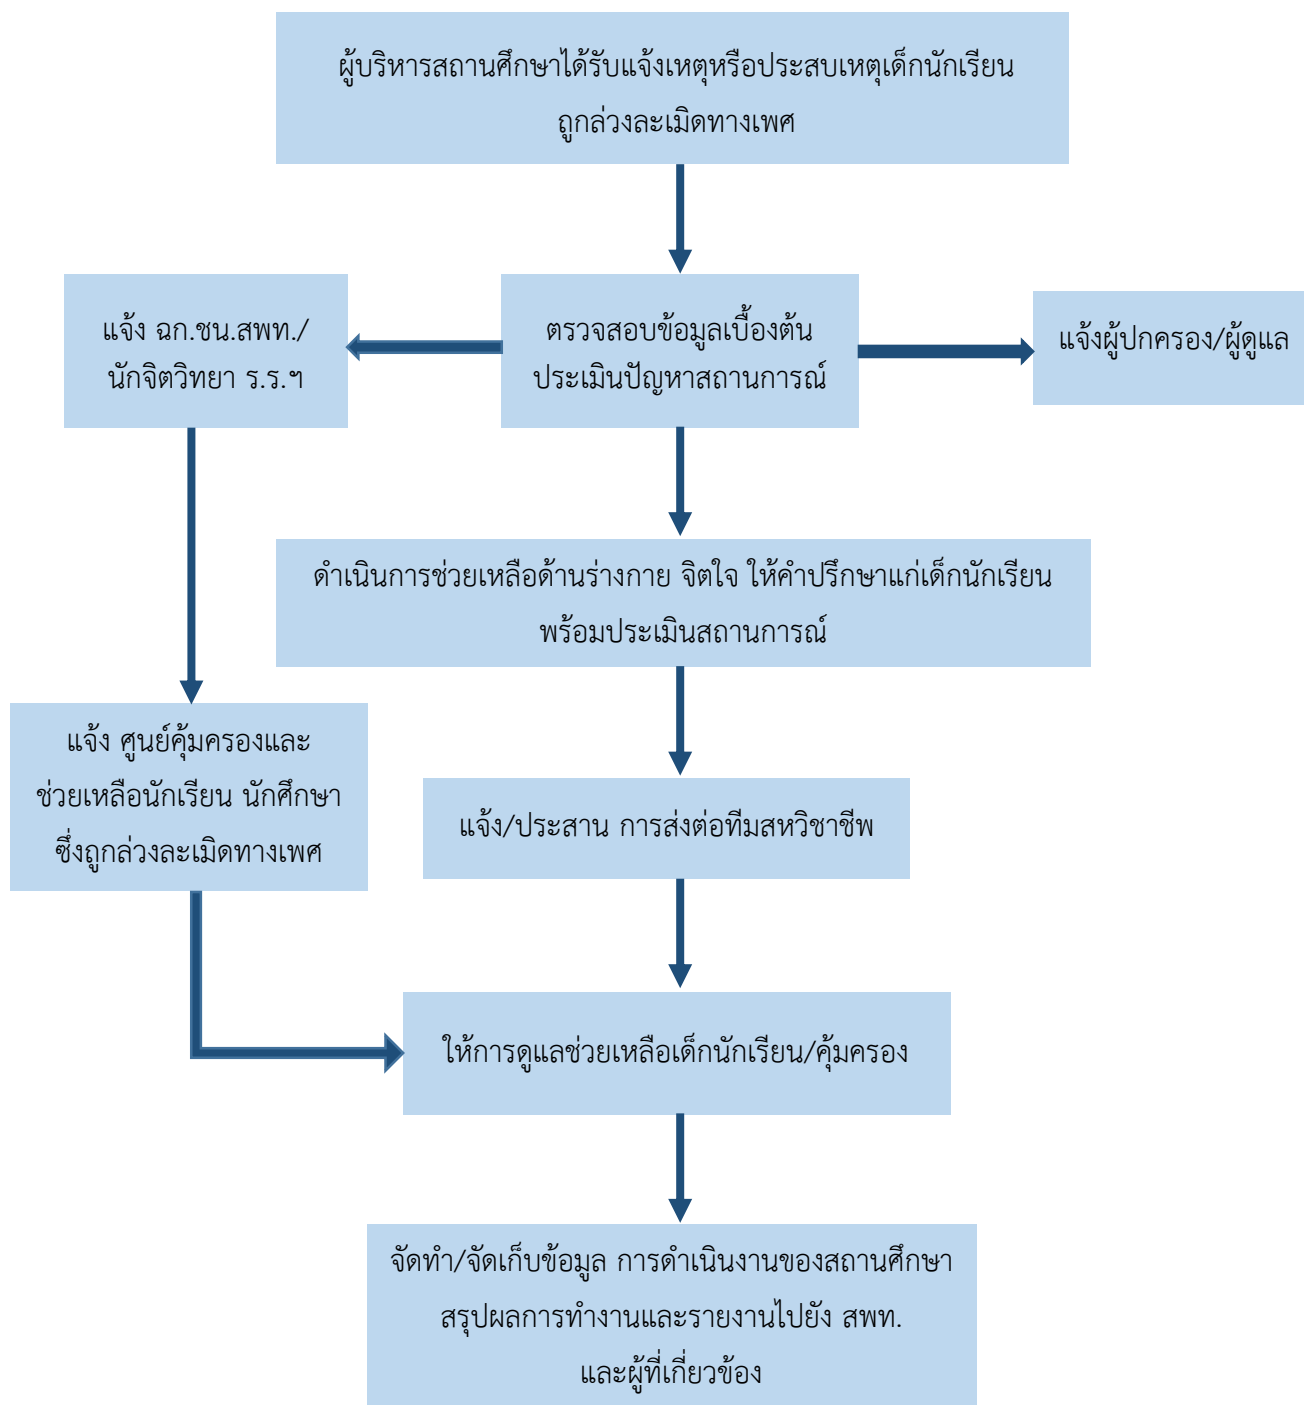 ผู้บริหารสถานศึกษาได้รับแจ้งเหตุหรือประสบเหตุเด็กนักเรียน
ถูกล่วงละเมิดทางเพศ
แจ้ง ฉก.ชน.สพท./
นักจิตวิทยา ร.ร.ฯ
ตรวจสอบข้อมูลเบื้องต้น
ประเมินปัญหาสถานการณ์
แจ้งผู้ปกครอง/ผู้ดูแล
ดำเนินการช่วยเหลือด้านร่างกาย จิตใจ ให้คำปรึกษาแก่เด็กนักเรียน
พร้อมประเมินสถานการณ์
แจ้ง ศูนย์คุ้มครองและ
ช่วยเหลือนักเรียน นักศึกษา
ซึ่งถูกล่วงละเมิดทางเพศ
แจ้ง/ประสาน การส่งต่อทีมสหวิชาชีพ
ให้การดูแลช่วยเหลือเด็กนักเรียน/คุ้มครอง
จัดทำ/จัดเก็บข้อมูล การดำเนินงานของสถานศึกษา
สรุปผลการทำงานและรายงานไปยัง สพท.
และผู้ที่เกี่ยวข้อง